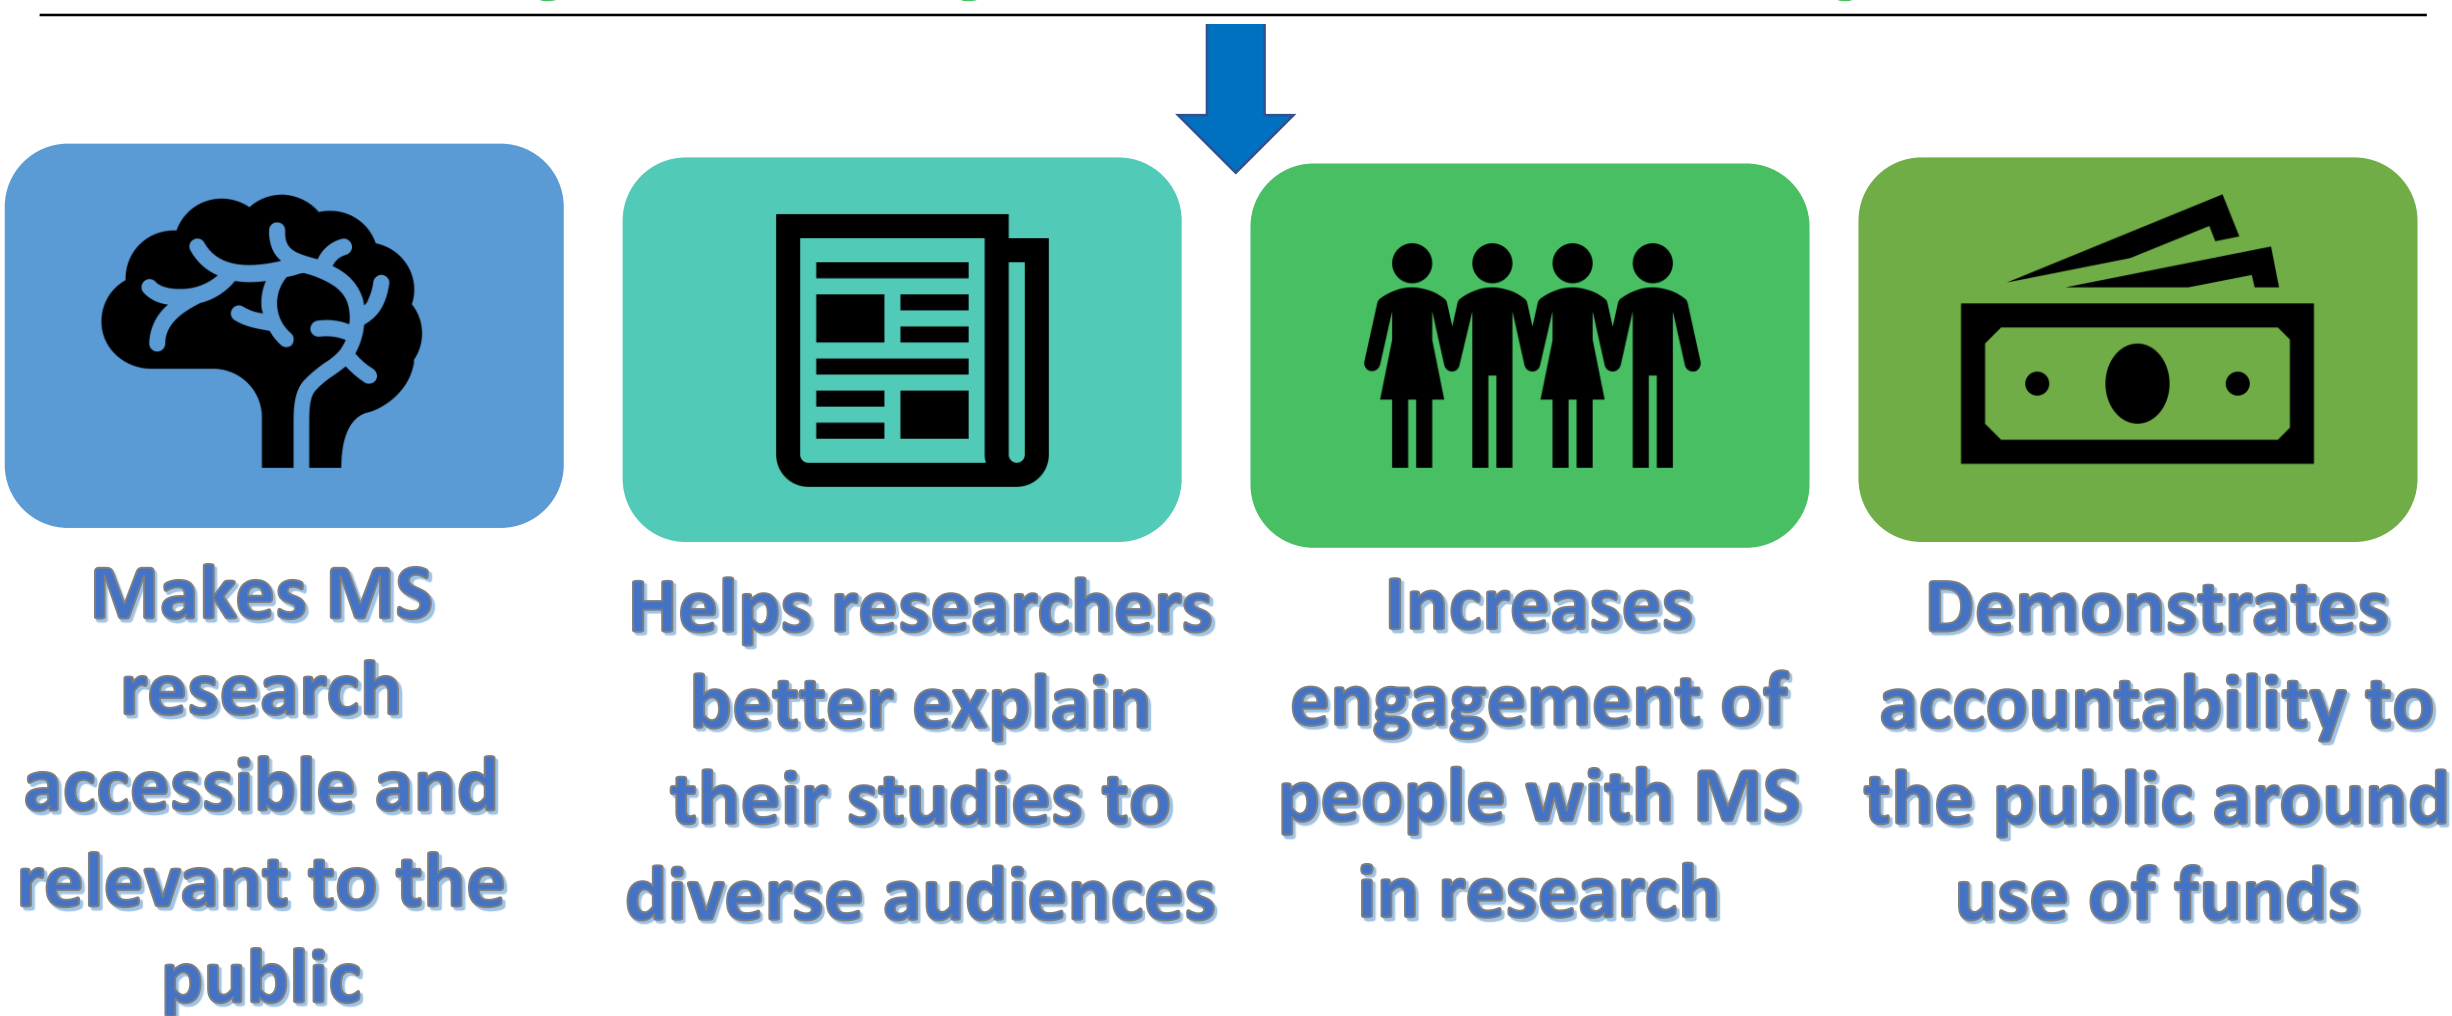 Makes MS
research
accessible and
relevant to the
public
Helps researchers
better explain
their studies to
diverse audiences
Increases
engagement of
people with MS
in research
Demonstrates
accountability to
the public around
use of funds